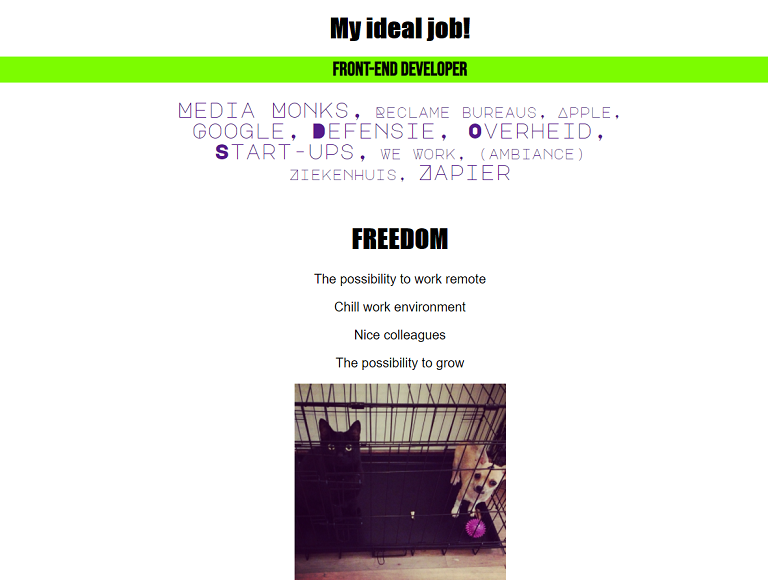 My ideal job!
FRONT-END DEVELOPER
MEDIA MONKS, RECLAME BUREAUS, APPLE,
GOOGLE, DEFENSIE, OVERHEID,
START-UPS, WE WORK, (AMBIANCE)
ZIEKENHUIS, ZAPIER
FREEDOM
The possibility to work remote
Chill work environment
Nice colleagues
The possibility to grow